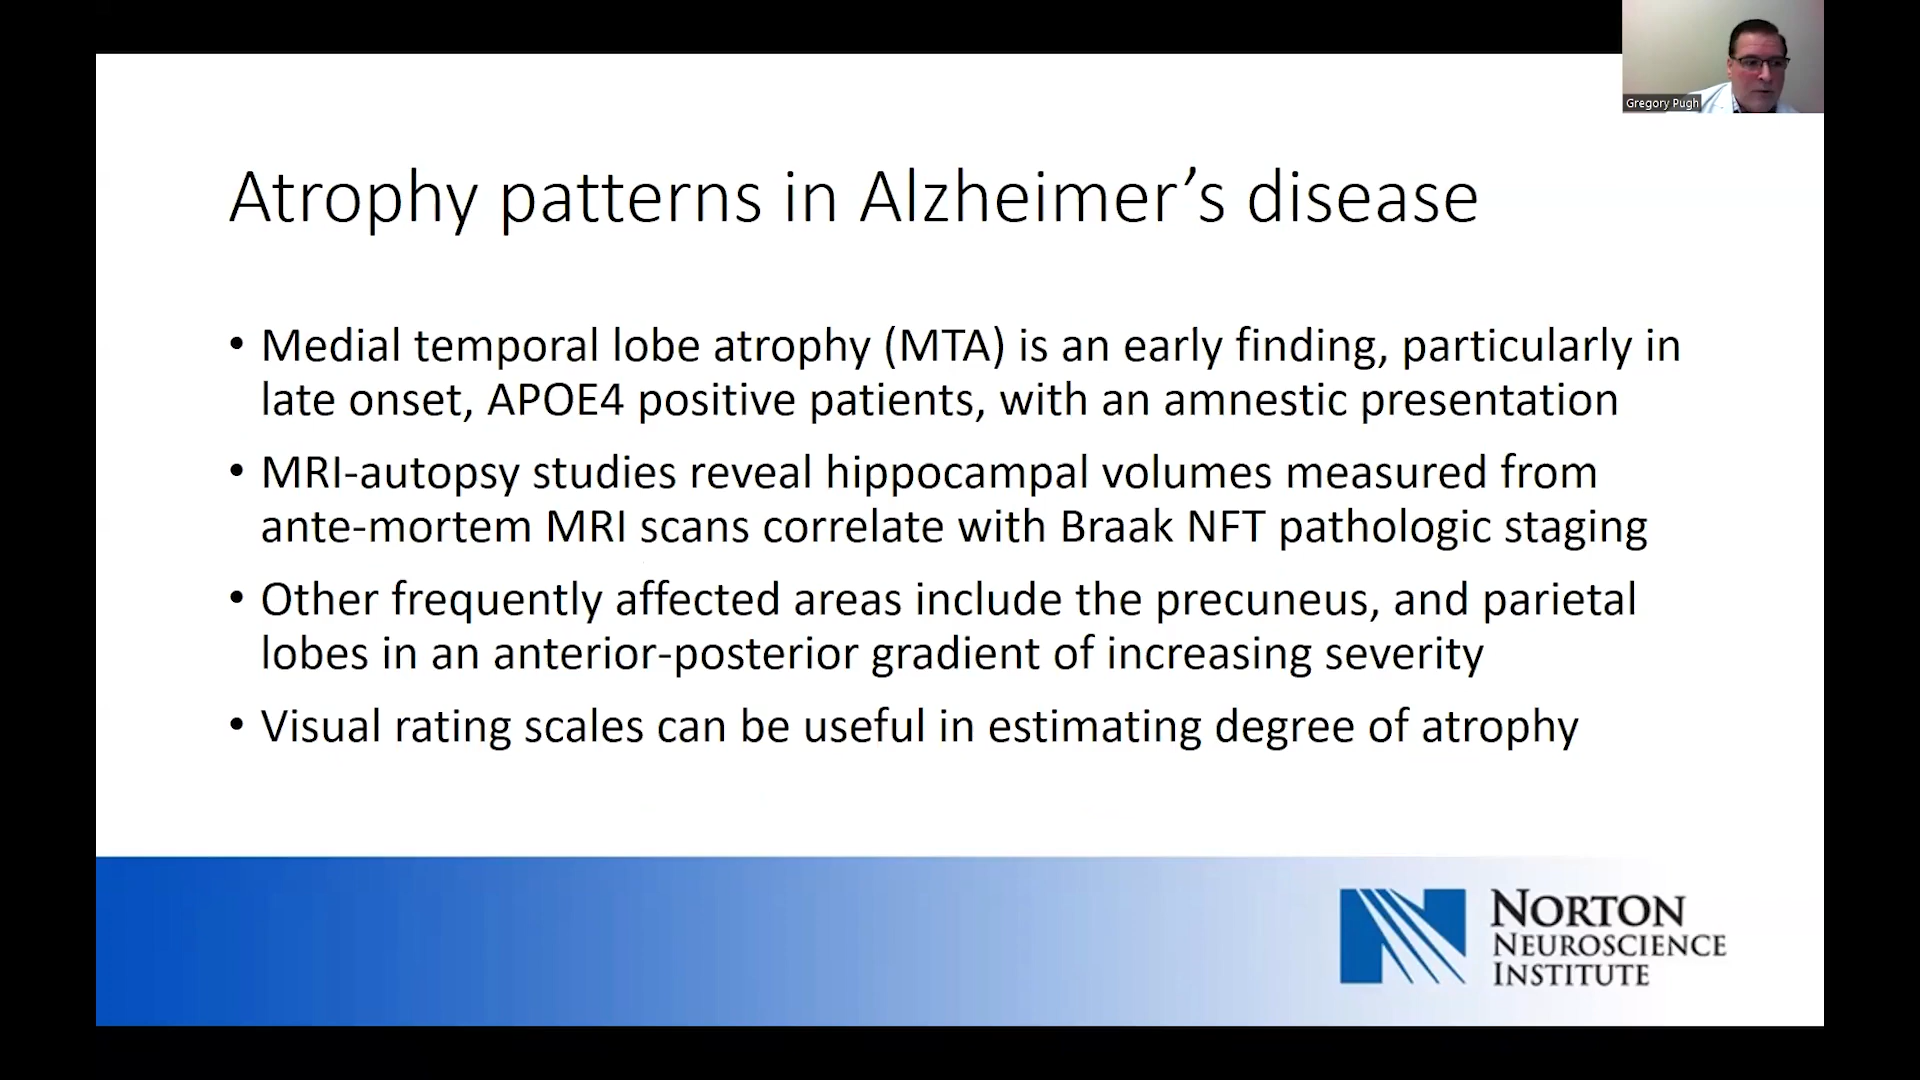 Gregory Pugh
Atrophy patterns in Alzheimer’s disease
• Medial temporal lobe atrophy (MTA) is an early finding, particularly in
late onset, APOE4 positive patients, with an amnestic presentation
• MRI-autopsy studies reveal hippocampal volumes measured from
ante-mortem MRI scans correlate with Braak NFT pathologic staging
• Other frequently affected areas include the precuneus, and parietal
lobes in an anterior-posterior gradient of increasing severity
• Visual rating scales can be useful in estimating degree of atrophy
NORTON
NEUROSCIENCE
INSTITUTE